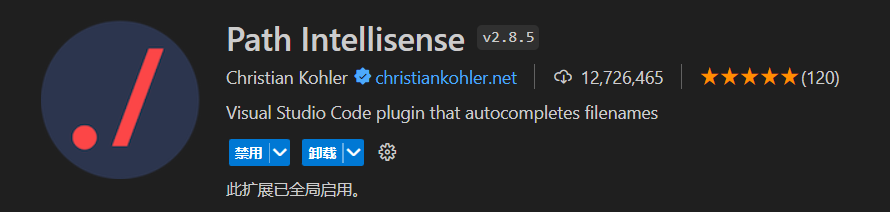 Path Intellisense v2.8.5
Christian Kohler christiankohler.net 12,726,465 (120)
Visual Studio Code plugin that autocompletes filenames
禁用 卸载
此扩展已全局启用。